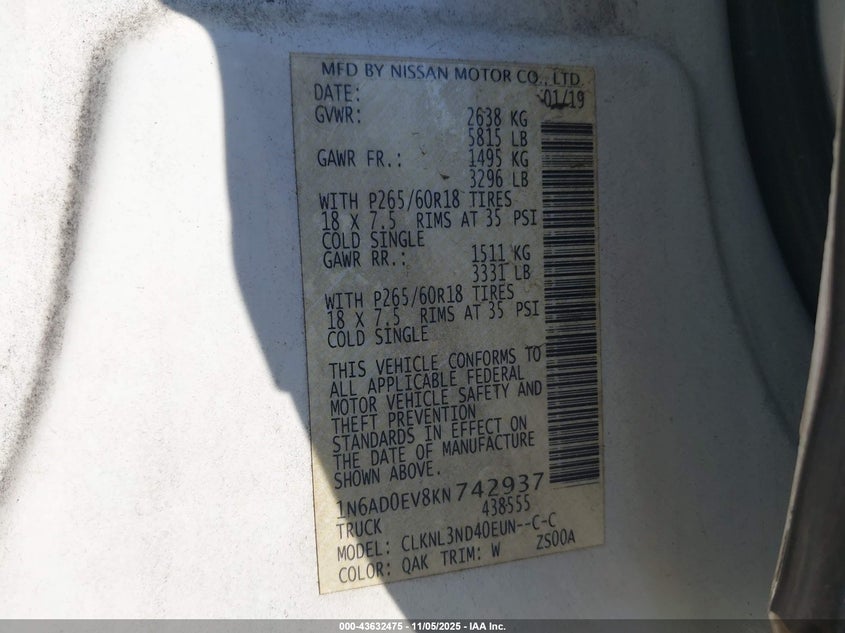 MFD BY NISSAN MOTOR CO., LTD.
DATE: 01/19
GVWR: 2638 KG
5815 LB
GAWR FR.: 1495 KG
3296 LB
WITH P265/60R18 TIRES
18 X 7.5 RIMS AT 35 PSI
COLD SINGLE
GAWR RR.: 1511 KG
3331 LB
WITH P265/60R18 TIRES
18 X 7.5 RIMS AT 35 PSI
COLD SINGLE
THIS VEHICLE CONFORMS TO
ALL APPLICABLE FEDERAL
MOTOR VEHICLE SAFETY AND
THEFT PREVENTION
STANDARDS IN EFFECT ON
THE DATE OF MANUFACTURE
SHOWN ABOVE.
1N6AD0EV8KN742937
TRUCK 438555
MODEL: CLKNL3ND40EUN--C-C
COLOR: QAK TRIM: W ZS00A
000-43632475 - 11/05/2025 - IAA Inc.